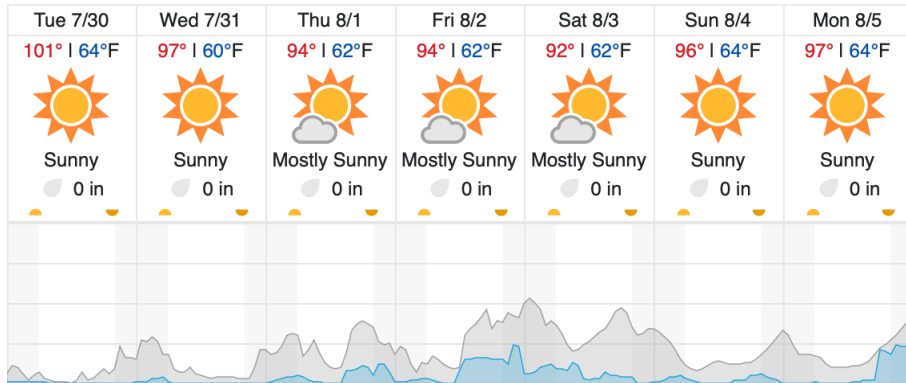 Tue 7/30 Wed 7/31 Thu 8/1 Fri 8/2 Sat 8/3 Sun 8/4 Mon 8/5
101° | 64°F 97° | 60°F 94° | 62°F 94° | 62°F 92° | 62°F 96° | 64°F 97° | 64°F
Sunny Sunny Mostly Sunny Mostly Sunny Mostly Sunny Sunny Sunny
0 in 0 in 0 in 0 in 0 in 0 in 0 in